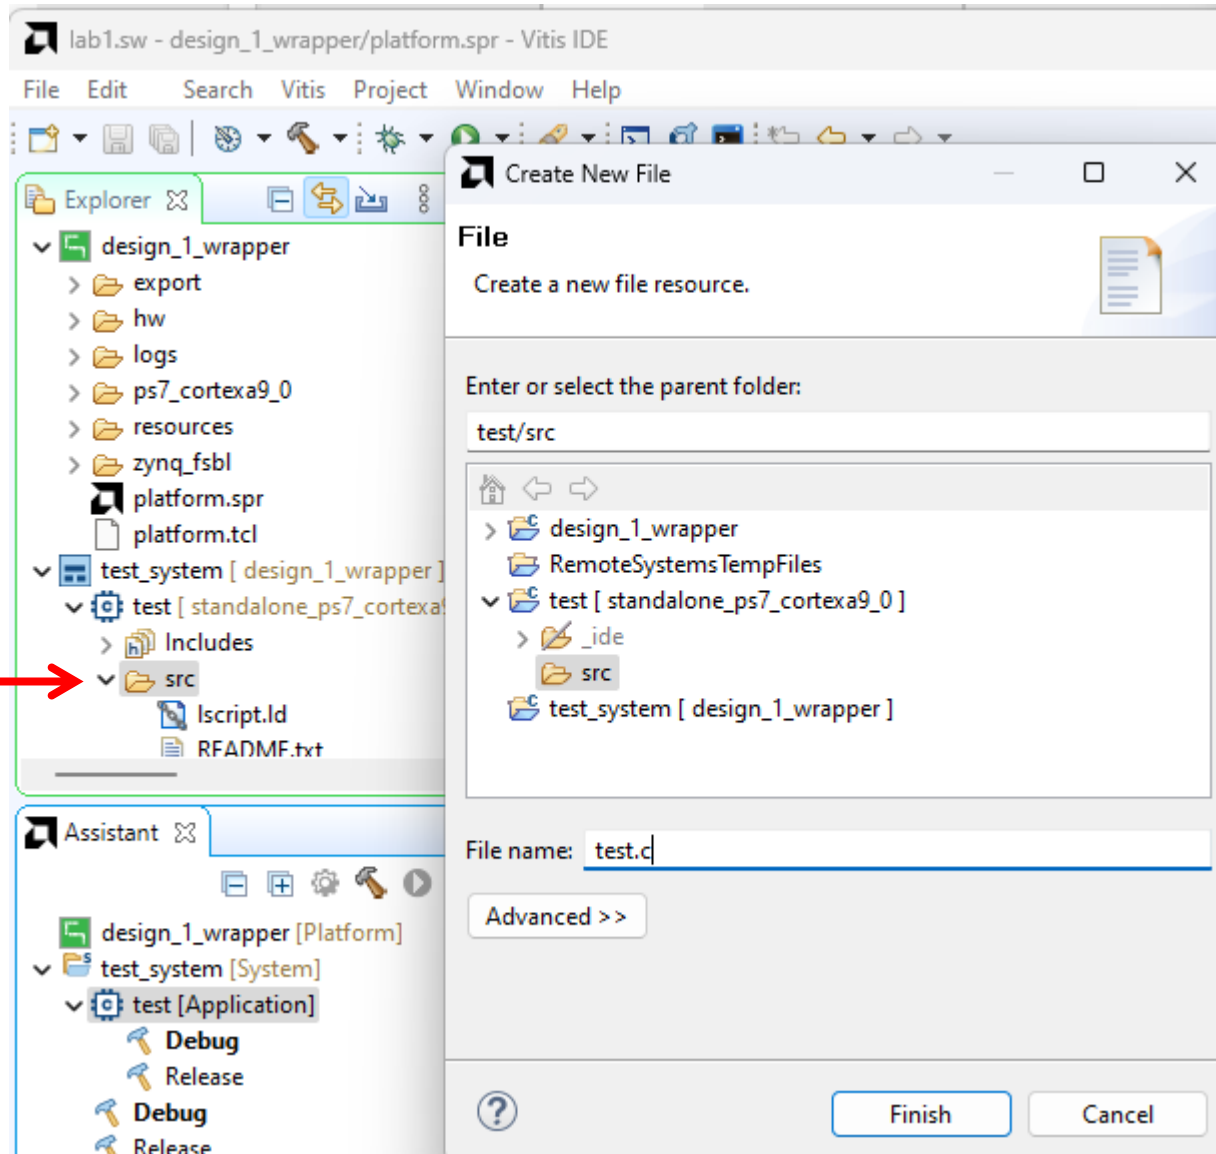 lab1.sw - design_1_wrapper/platform.spr - Vitis IDE
File Edit Search Vitis Project Window Help
Explorer
design_1_wrapper
export
hw
logs
ps7_cortexa9_0
resources
zynq_fsbl
platform.spr
platform.tcl
test_system [ design_1_wrapper ]
test [ standalone_ps7_cortexa9
Includes
src
lscript.ld
README.txt
Assistant
design_1_wrapper [Platform]
test_system [System]
test [Application]
Debug
Release
Debug
Release
Create New File
File
Create a new file resource.
Enter or select the parent folder:
test/src
design_1_wrapper
RemoteSystemsTempFiles
test [ standalone_ps7_cortexa9_0 ]
_ide
src
test_system [ design_1_wrapper ]
File name: test.c
Advanced >>
Finish Cancel